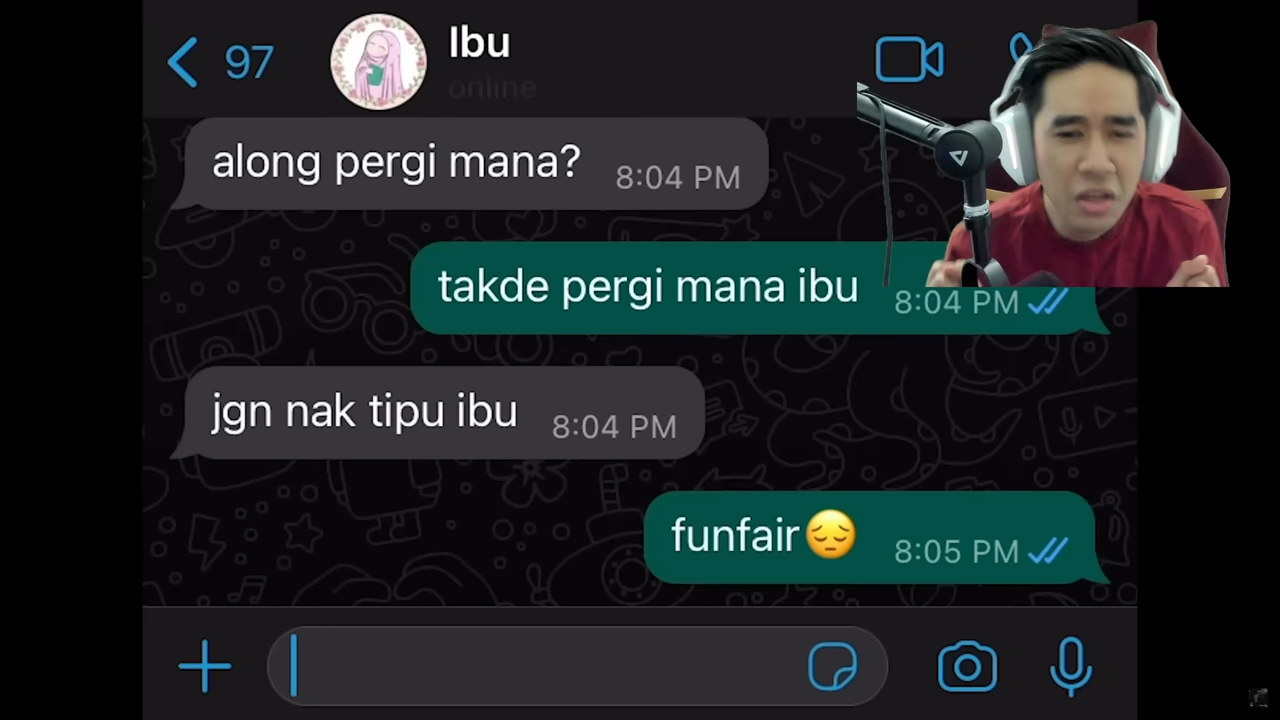 97
Ibu
online
along pergi mana? 8:04 PM
takde pergi mana ibu 8:04 PM
jgn nak tipu ibu 8:04 PM
funfair😔 8:05 PM